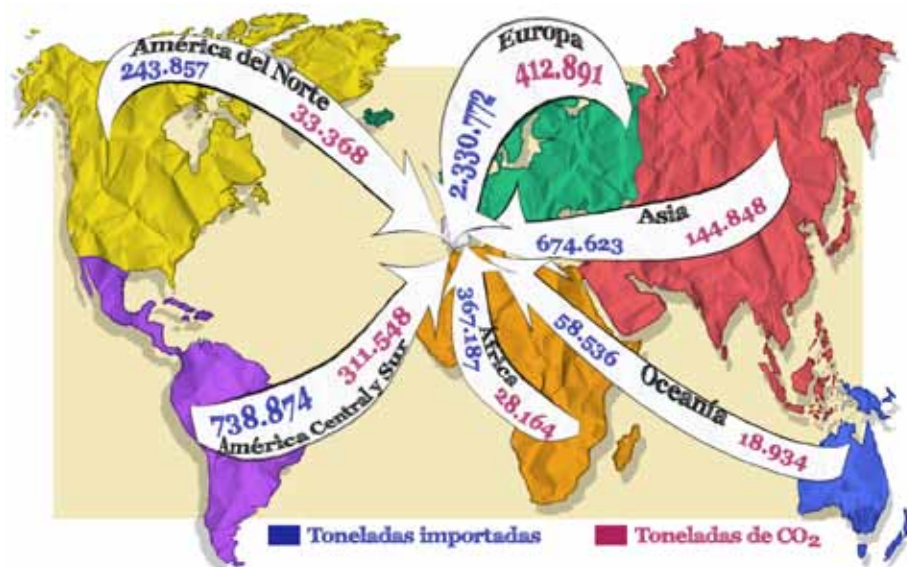 América del Norte
243.857
33.368
Europa
412.891
2.330.772
Asia
674.623
144.848
América Central y Sur
738.874
311.548
África
367.187
28.164
Oceanía
58.536
18.934
Toneladas importadas
Toneladas de CO₂